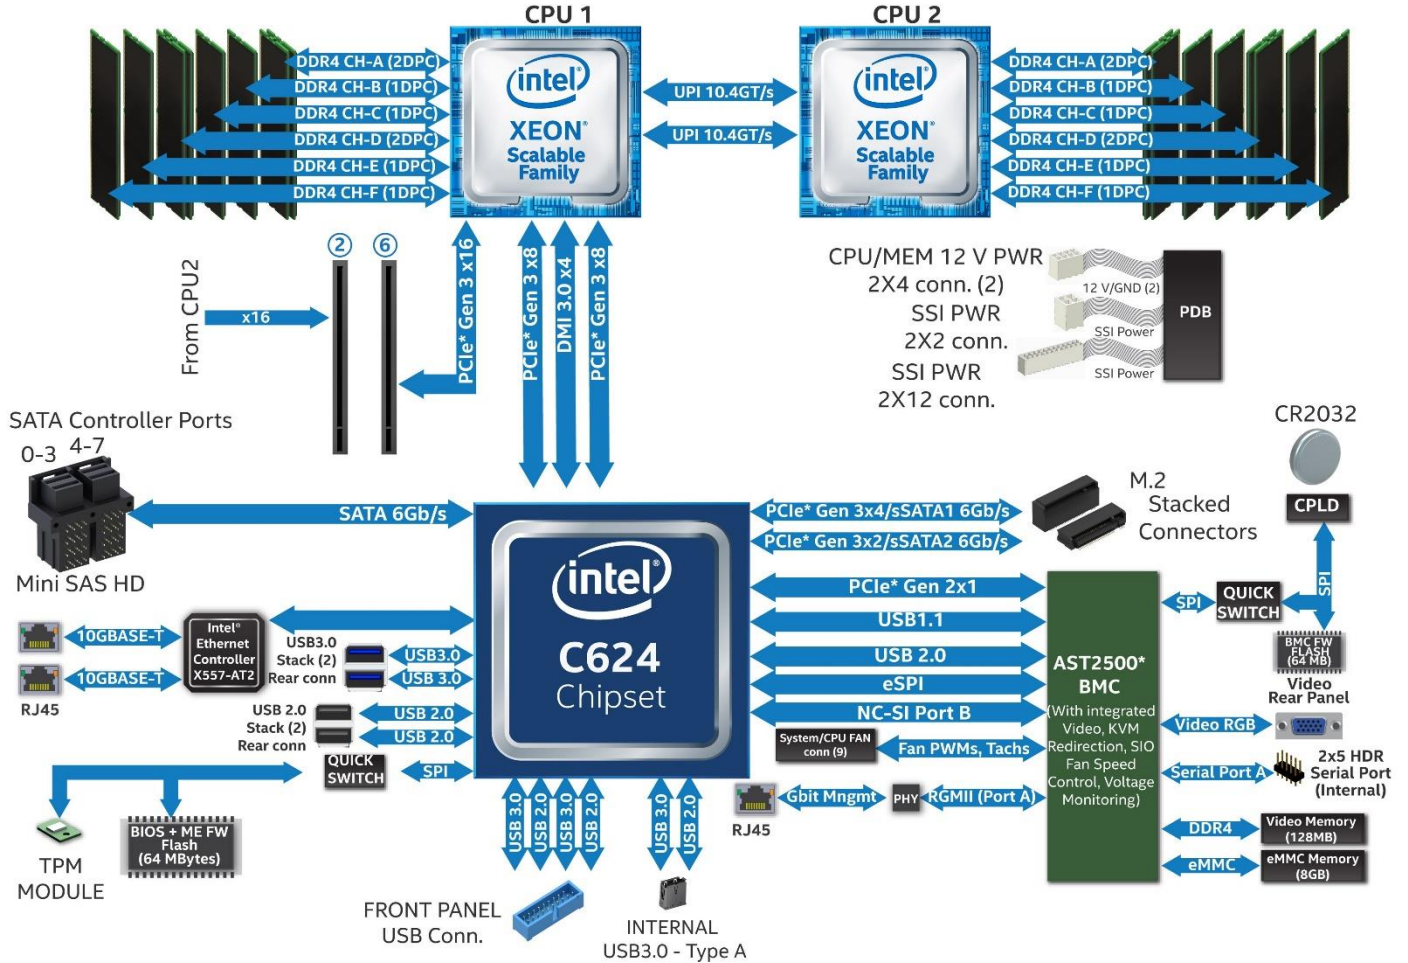 CPU 1
CPU 2
DDR4 CH-A (2DPC)
DDR4 CH-B (1DPC)
DDR4 CH-C (1DPC)
DDR4 CH-D (2DPC)
DDR4 CH-E (1DPC)
DDR4 CH-F (1DPC)
intel®
XEON®
Scalable
Family
UPI 10.4GT/s
UPI 10.4GT/s
intel®
XEON®
Scalable
Family
DDR4 CH-A (2DPC)
DDR4 CH-B (1DPC)
DDR4 CH-C (1DPC)
DDR4 CH-D (2DPC)
DDR4 CH-E (1DPC)
DDR4 CH-F (1DPC)
From CPU2
x16
2
6
PCIe* Gen 3 x16
PCIe* Gen 3 x8
DMI 3.0 x4
PCIe* Gen 3 x8
CPU/MEM 12 V PWR
2X4 conn. (2)
SSI PWR
2X2 conn.
SSI PWR
2X12 conn.
12 V/GND (2)
SSI Power
SSI Power
PDB
SATA Controller Ports
0-3
4-7
Mini SAS HD
SATA 6Gb/s
intel®
C624
Chipset
PCIe* Gen 3x4/sSATA1 6Gb/s
PCIe* Gen 3x2/sSATA2 6Gb/s
M.2
Stacked
Connectors
CR2032
CPLD
SPI
SPI
QUICK
SWITCH
BMC FW
FLASH
(64 MB)
Video
Rear Panel
10GBASE-T
10GBASE-T
RJ45
Intel®
Ethernet
Controller
X557-AT2
USB3.0
Stack (2)
Rear conn
USB3.0
USB 3.0
USB 2.0
Stack (2)
Rear conn
USB 2.0
USB 2.0
QUICK
SWITCH
SPI
TPM
MODULE
BIOS + ME FW
Flash
(64 MBytes)
PCIe* Gen 2x1
USB1.1
USB 2.0
eSPI
NC-SI Port B
System/CPU FAN
conn (9)
Fan PWMs, Tachs
RJ45
Gbit Mngmt
PHY
RGMII (Port A)
AST2500*
BMC
(With integrated
Video, KVM
Redirection, SIO
Fan Speed
Control, Voltage
Monitoring)
Video RGB
Serial Port A
2x5 HDR
Serial Port
(Internal)
DDR4
Video Memory
(128MB)
eMMC
eMMC Memory
(8GB)
USB 3.0
USB 2.0
USB 3.0
USB 2.0
USB 3.0
USB 2.0
FRONT PANEL
USB Conn.
INTERNAL
USB3.0 - Type A